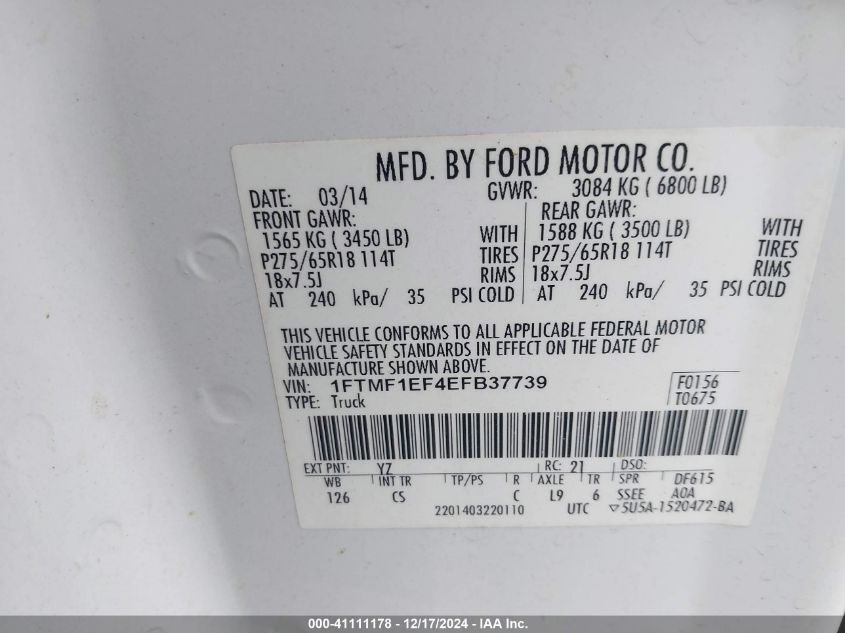 MFD. BY FORD MOTOR CO.
DATE: 03/14 GVWR: 3084 KG ( 6800 LB)
FRONT GAWR: REAR GAWR:
1565 KG ( 3450 LB) WITH 1588 KG ( 3500 LB) WITH
P275/65R18 114T TIRES P275/65R18 114T TIRES
18x7.5J RIMS 18x7.5J RIMS
AT 240 kPa/ 35 PSI COLD AT 240 kPa/ 35 PSI COLD
THIS VEHICLE CONFORMS TO ALL APPLICABLE FEDERAL MOTOR
VEHICLE SAFETY STANDARDS IN EFFECT ON THE DATE OF
MANUFACTURE SHOWN ABOVE.
VIN: 1FTMF1EF4EFB37739 F0156
TYPE: Truck T0675
EXT PNT: YZ RC: 21 DSO:
WB INT TR TP/PS R AXLE TR SPR DF615
126 CS C L9 6 SSEE A0A
2201403220110 UTC ▽5U5A-1520472-BA
000-41111178 - 12/17/2024 - IAA Inc.